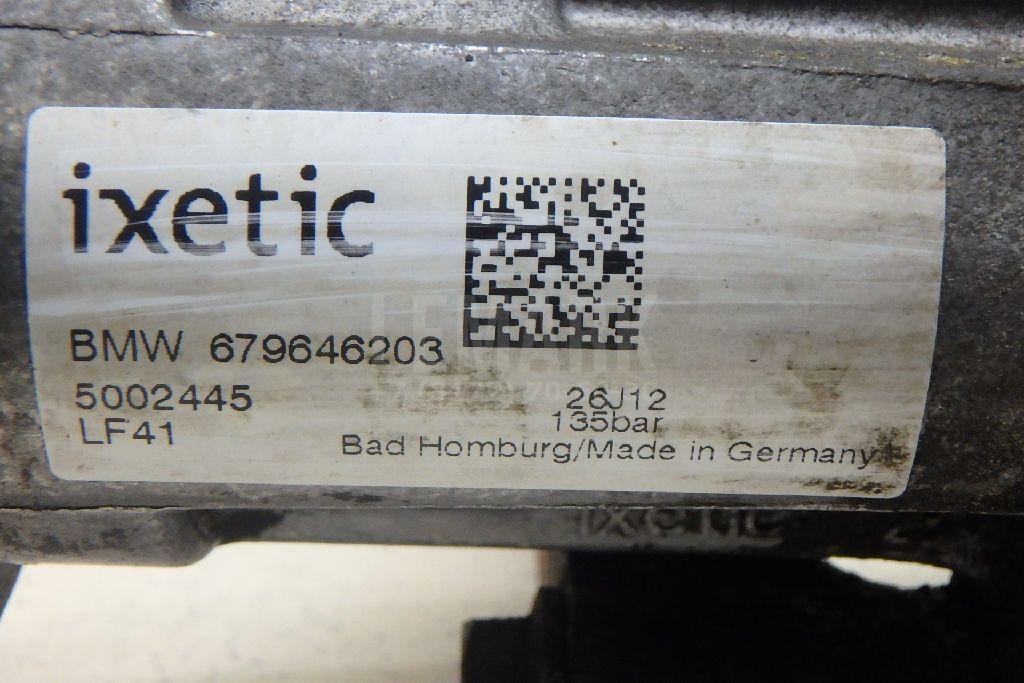 ixetic
BMW 679646203
5002445
LF41
26J12
135bar
Bad Homburg/Made in Germany
ixetic